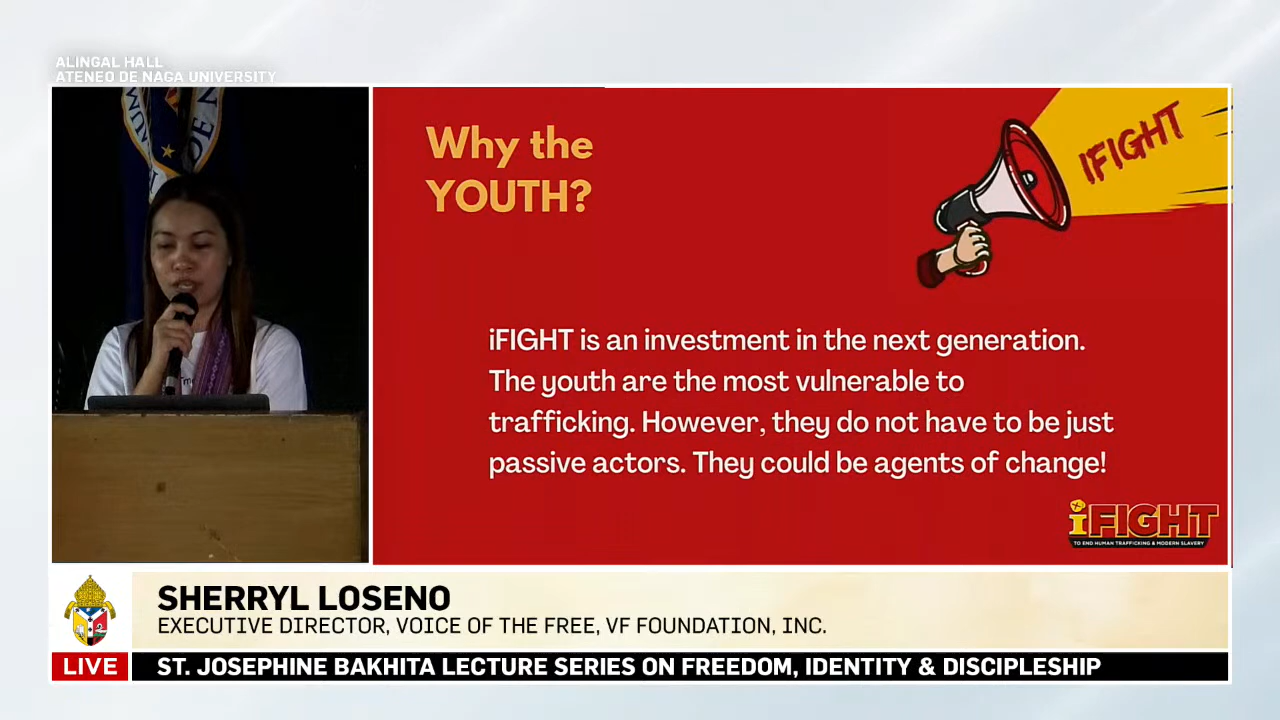 ALINGAL HALL
ATENEO DE NAGA UNIVERSITY
Why the
YOUTH?
IFIGHT
iFIGHT is an investment in the next generation.
The youth are the most vulnerable to
trafficking. However, they do not have to be just
passive actors. They could be agents of change!
iFIGHT
TO END HUMAN TRAFFICKING & MODERN SLAVERY
SHERRYL LOSENO
EXECUTIVE DIRECTOR, VOICE OF THE FREE, VF FOUNDATION, INC.
LIVE
ST. JOSEPHINE BAKHITA LECTURE SERIES ON FREEDOM, IDENTITY & DISCIPLESHIP